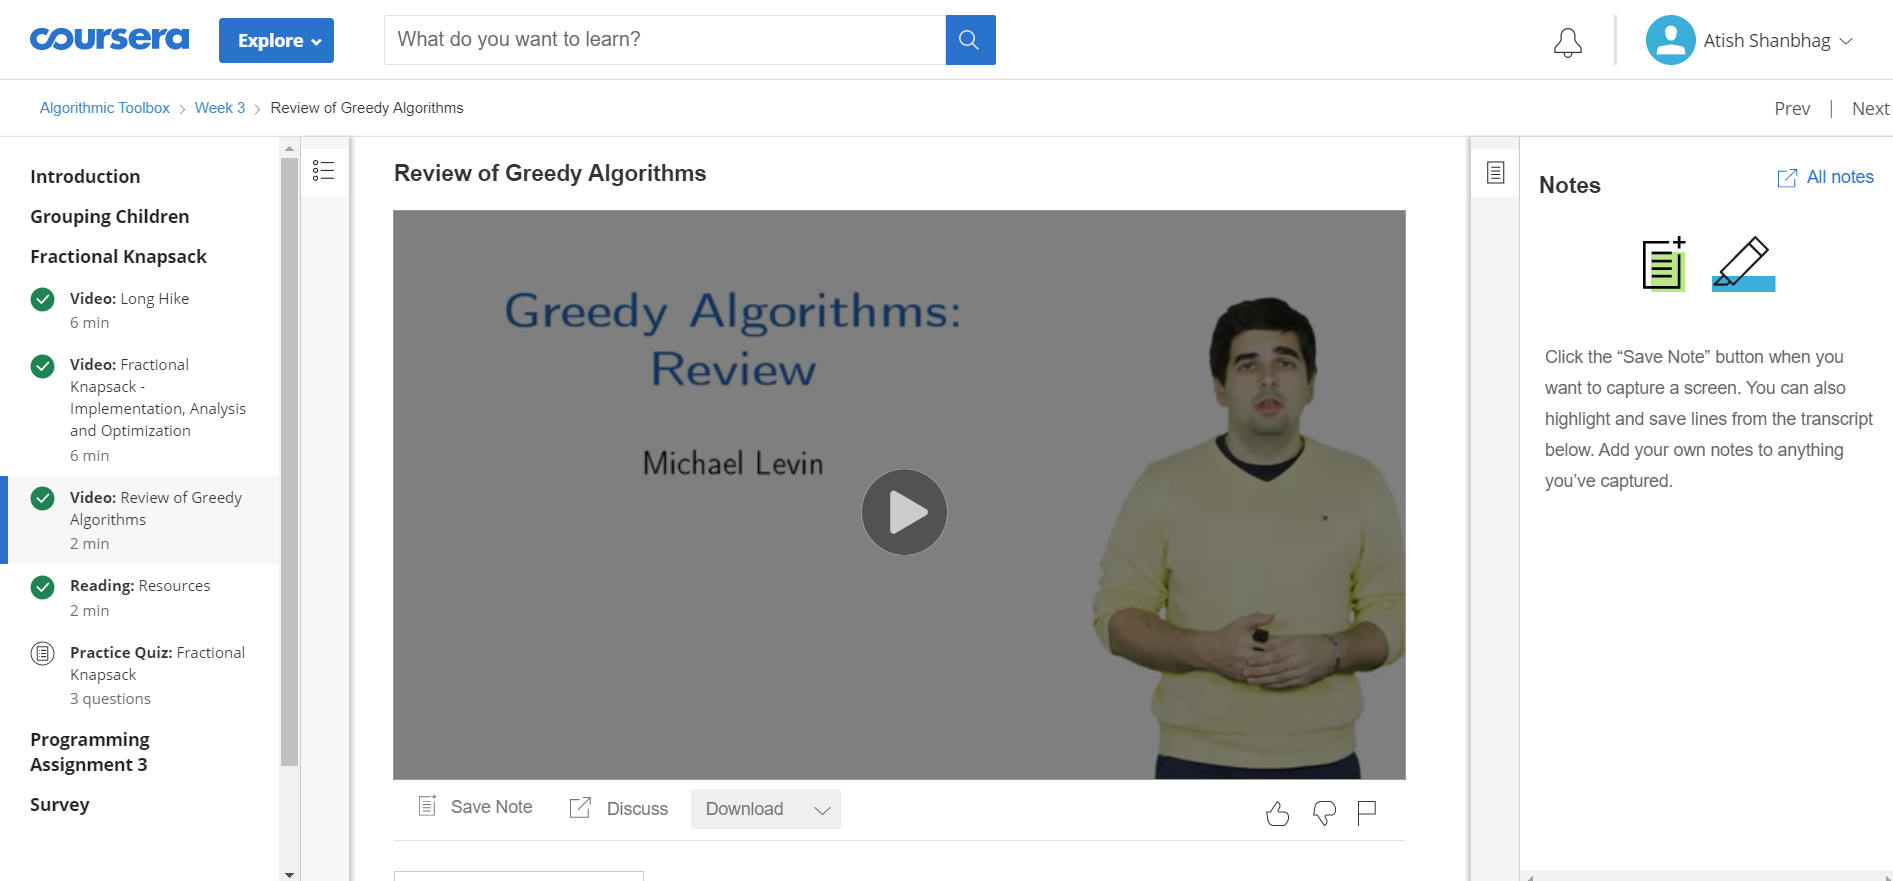 coursera
Explore
What do you want to learn?
Atish Shanbhag
Algorithmic Toolbox
Week 3
Review of Greedy Algorithms
Prev | Next
Introduction
Grouping Children
Fractional Knapsack
Video: Long Hike
6 min
Video: Fractional
Knapsack -
Implementation, Analysis
and Optimization
6 min
Video: Review of Greedy
Algorithms
2 min
Reading: Resources
2 min
Practice Quiz: Fractional
Knapsack
3 questions
Programming
Assignment 3
Survey
Review of Greedy Algorithms
Greedy Algorithms:
Review
Michael Levin
Save Note
Discuss
Download
Notes
All notes
Click the “Save Note” button when you
want to capture a screen. You can also
highlight and save lines from the transcript
below. Add your own notes to anything
you’ve captured.